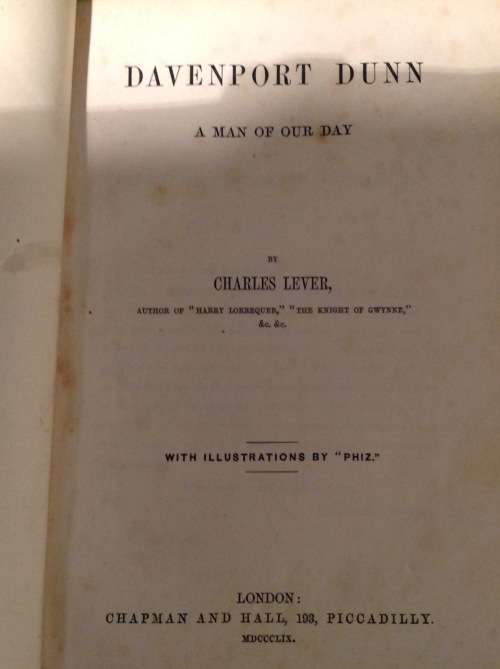 DAVENPORT DUNN
A MAN OF OUR DAY
BY
CHARLES LEVER,
AUTHOR OF "HARRY LORREQUER," "THE KNIGHT OF GWYNNE,"
&c. &c.
WITH ILLUSTRATIONS BY "PHIZ."
LONDON:
CHAPMAN AND HALL, 193, PICCADILLY.
MDCCCLIX.